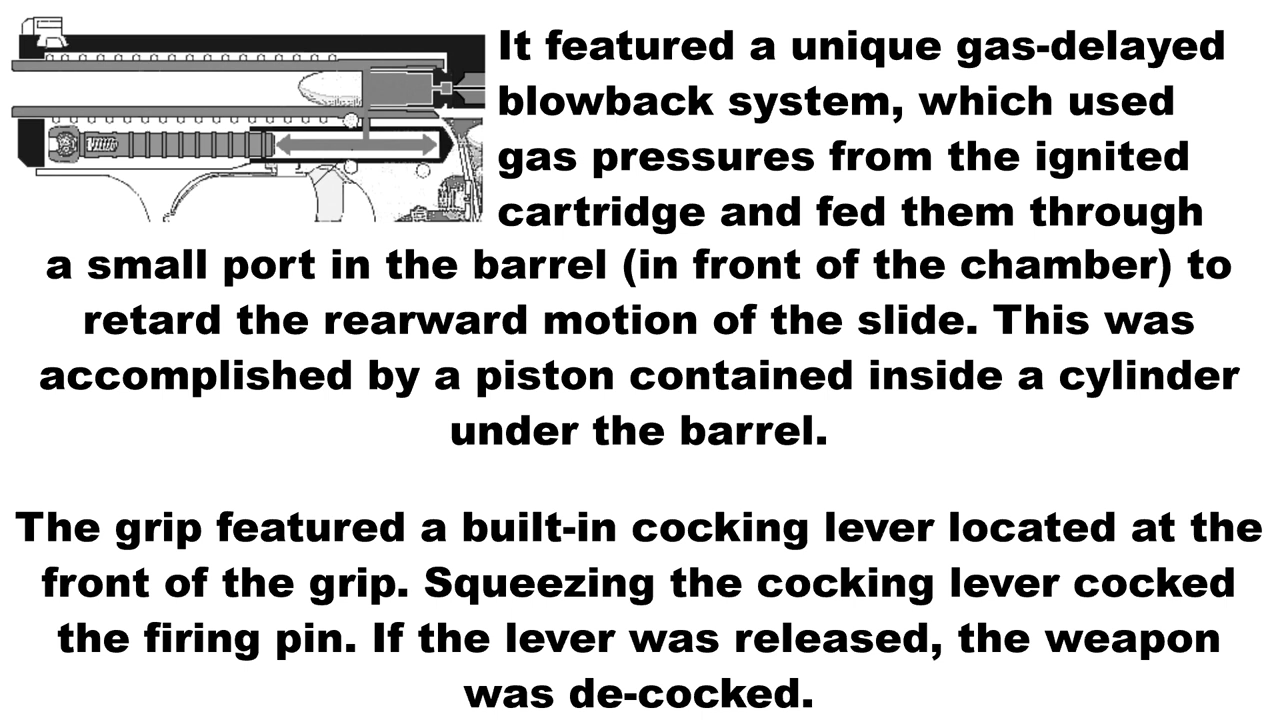 It featured a unique gas-delayed
blowback system, which used
gas pressures from the ignited
cartridge and fed them through
a small port in the barrel (in front of the chamber) to
retard the rearward motion of the slide. This was
accomplished by a piston contained inside a cylinder
under the barrel.
The grip featured a built-in cocking lever located at the
front of the grip. Squeezing the cocking lever cocked
the firing pin. If the lever was released, the weapon
was de-cocked.